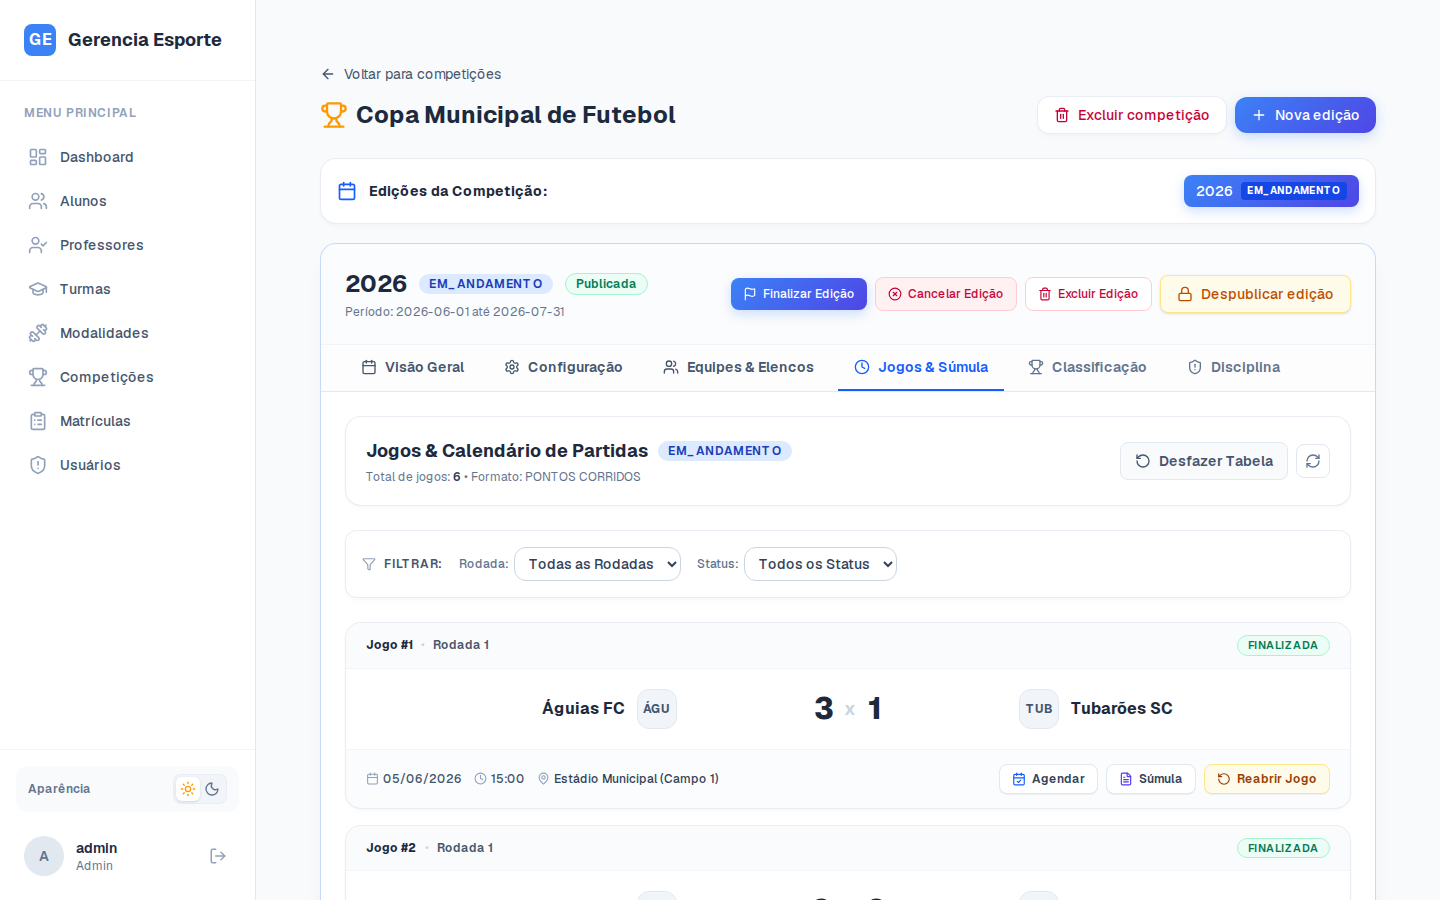 GE Gerencia Esporte
MENU PRINCIPAL
Dashboard
Alunos
Professores
Turmas
Modalidades
Competições
Matrículas
Usuários
Aparência
A
admin
Admin
Voltar para competições
Copa Municipal de Futebol
Excluir competição
Nova edição
Edições da Competição:
2026 EM_ANDAMENTO
2026 EM_ANDAMENTO Publicada
Período: 2026-06-01 até 2026-07-31
Finalizar Edição
Cancelar Edição
Excluir Edição
Despublicar edição
Visão Geral
Configuração
Equipes & Elencos
Jogos & Súmula
Classificação
Disciplina
Jogos & Calendário de Partidas EM_ANDAMENTO
Total de jogos: 6 • Formato: PONTOS CORRIDOS
Desfazer Tabela
FILTRAR: Rodada: Todas as Rodadas Status: Todos os Status
Jogo #1 • Rodada 1 FINALIZADA
Águias FC ÁGU 3 x 1 TUB Tubarões SC
05/06/2026 15:00 Estádio Municipal (Campo 1)
Agendar
Súmula
Reabrir Jogo
Jogo #2 • Rodada 1 FINALIZADA